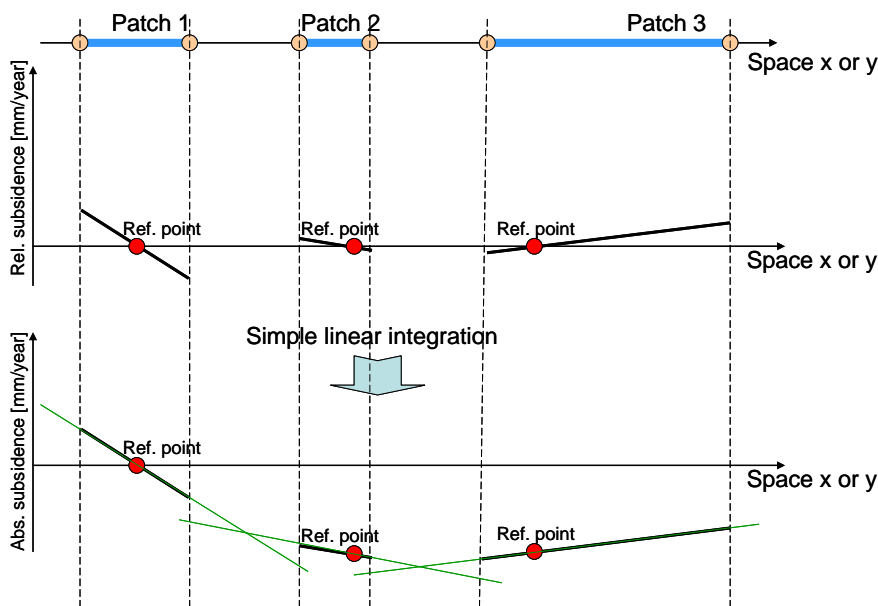 Patch 1
Patch 2
Patch 3
Space x or y
Rel. subsidence [mm/year]
Ref. point
Ref. point
Ref. point
Space x or y
Simple linear integration
Abs. subsidence [mm/year]
Ref. point
Space x or y
Ref. point
Ref. point